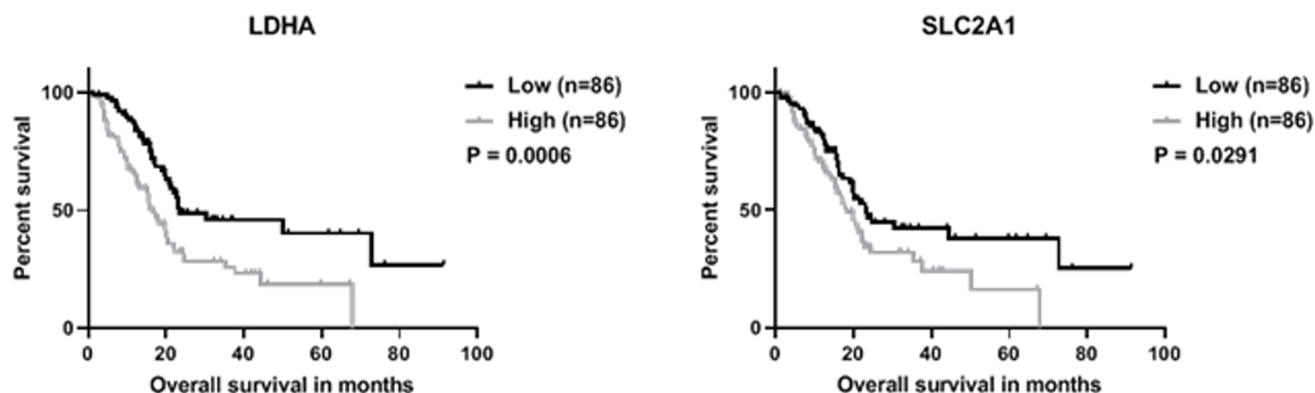 LDHA
Percent survival
100
50
0
0 20 40 60 80 100
Overall survival in months
Low (n=86)
High (n=86)
P = 0.0006
SLC2A1
Percent survival
100
50
0
0 20 40 60 80 100
Overall survival in months
Low (n=86)
High (n=86)
P = 0.0291